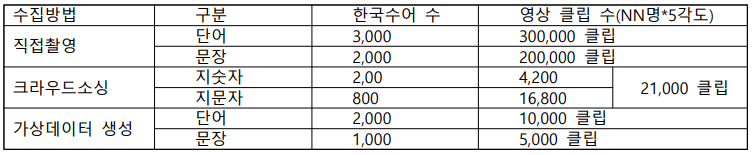 수집방법 구분 한국수어 수 영상 클립 수(NN명*5각도)
직접촬영 단어 3,000 300,000 클립
문장 2,000 200,000 클립
크라우드소싱 지숫자 2,00 4,200 21,000 클립
지문자 800 16,800
가상데이터 생성 단어 2,000 10,000 클립
문장 1,000 5,000 클립